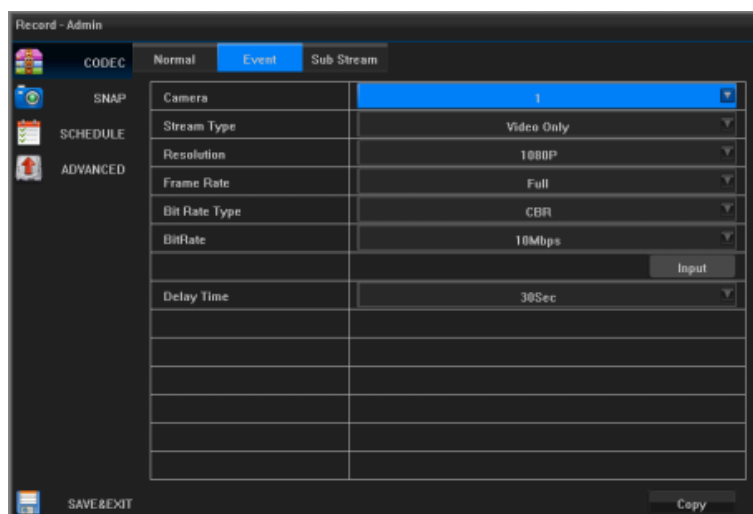 Record - Admin
CODEC
SNAP
SCHEDULE
ADVANCED
SAVE&EXIT
Normal Event Sub Stream
Camera 1
Stream Type Video Only
Resolution 1080P
Frame Rate Full
Bit Rate Type CBR
BitRate 10Mbps
Input
Delay Time 30Sec
Copy